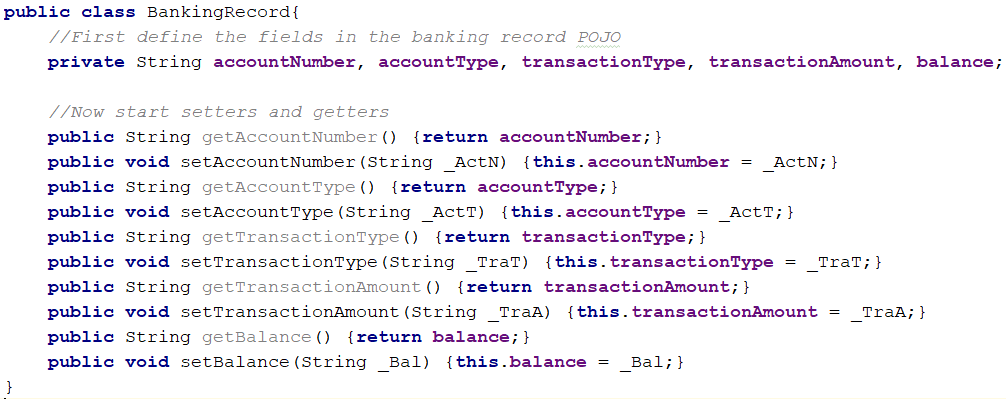 public class BankingRecord{
    //First define the fields in the banking record POJO
    private String accountNumber, accountType, transactionType, transactionAmount, balance;

    //Now start setters and getters
    public String getAccountNumber() {return accountNumber;}
    public void setAccountNumber(String _ActN) {this.accountNumber = _ActN;}
    public String getAccountType() {return accountType;}
    public void setAccountType(String _ActT) {this.accountType = _ActT;}
    public String getTransactionType() {return transactionType;}
    public void setTransactionType(String _TraT) {this.transactionType = _TraT;}
    public String getTransactionAmount() {return transactionAmount;}
    public void setTransactionAmount(String _TraA) {this.transactionAmount = _TraA;}
    public String getBalance() {return balance;}
    public void setBalance(String _Bal) {this.balance = _Bal;}
}